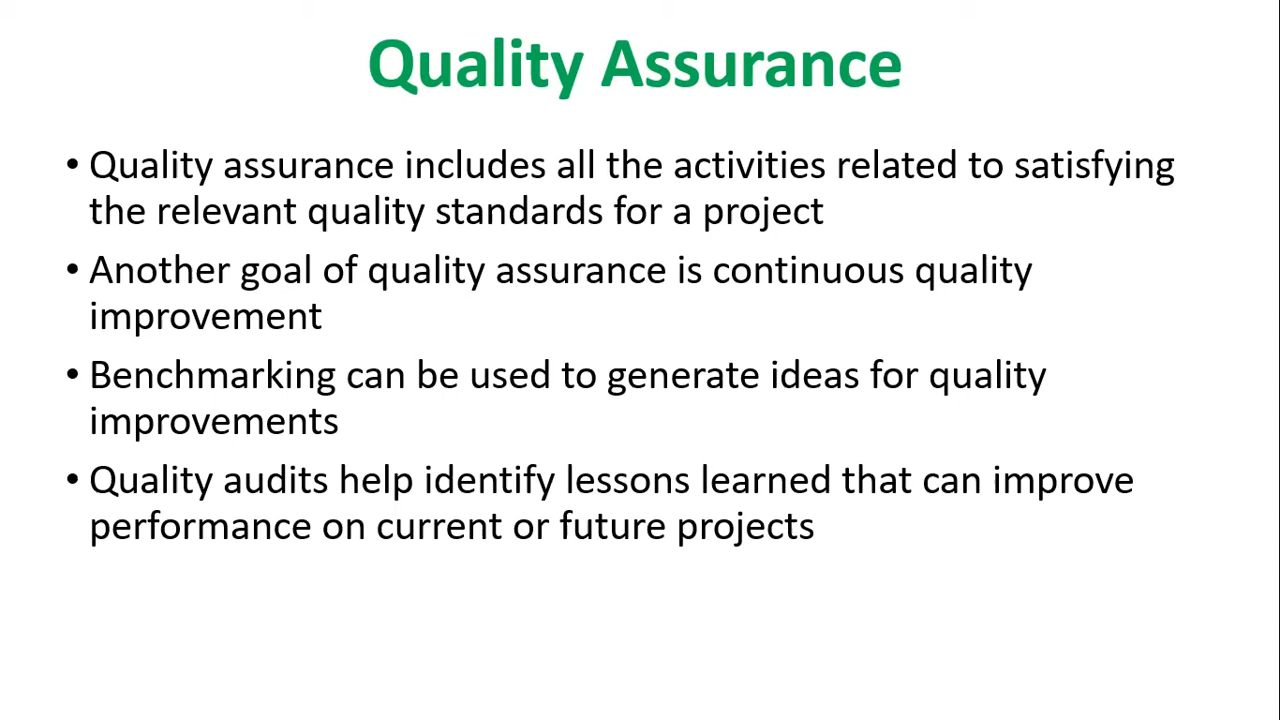 Quality Assurance
• Quality assurance includes all the activities related to satisfying
the relevant quality standards for a project
• Another goal of quality assurance is continuous quality
improvement
• Benchmarking can be used to generate ideas for quality
improvements
• Quality audits help identify lessons learned that can improve
performance on current or future projects